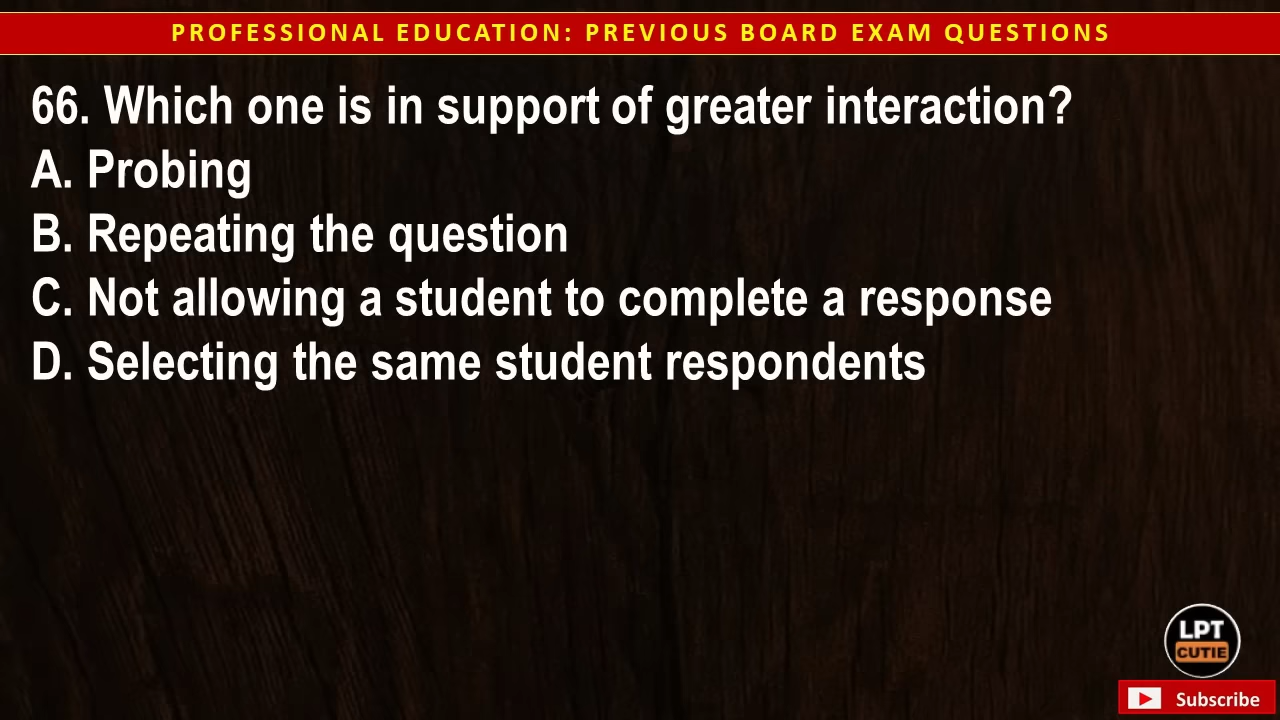 PROFESSIONAL EDUCATION: PREVIOUS BOARD EXAM QUESTIONS
66. Which one is in support of greater interaction?
A. Probing
B. Repeating the question
C. Not allowing a student to complete a response
D. Selecting the same student respondents
LPT
CUTIE
Subscribe